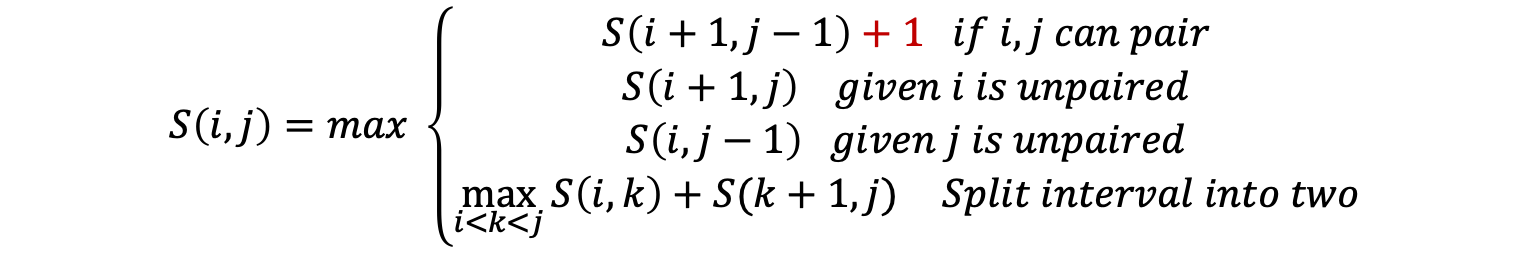 S(i + 1, j − 1) + 1 if i, j can pair
S(i + 1, j) given i is unpaired
S(i, j) = max
S(i, j − 1) given j is unpaired
max S(i, k) + S(k + 1, j) Split interval into two
i<k<j